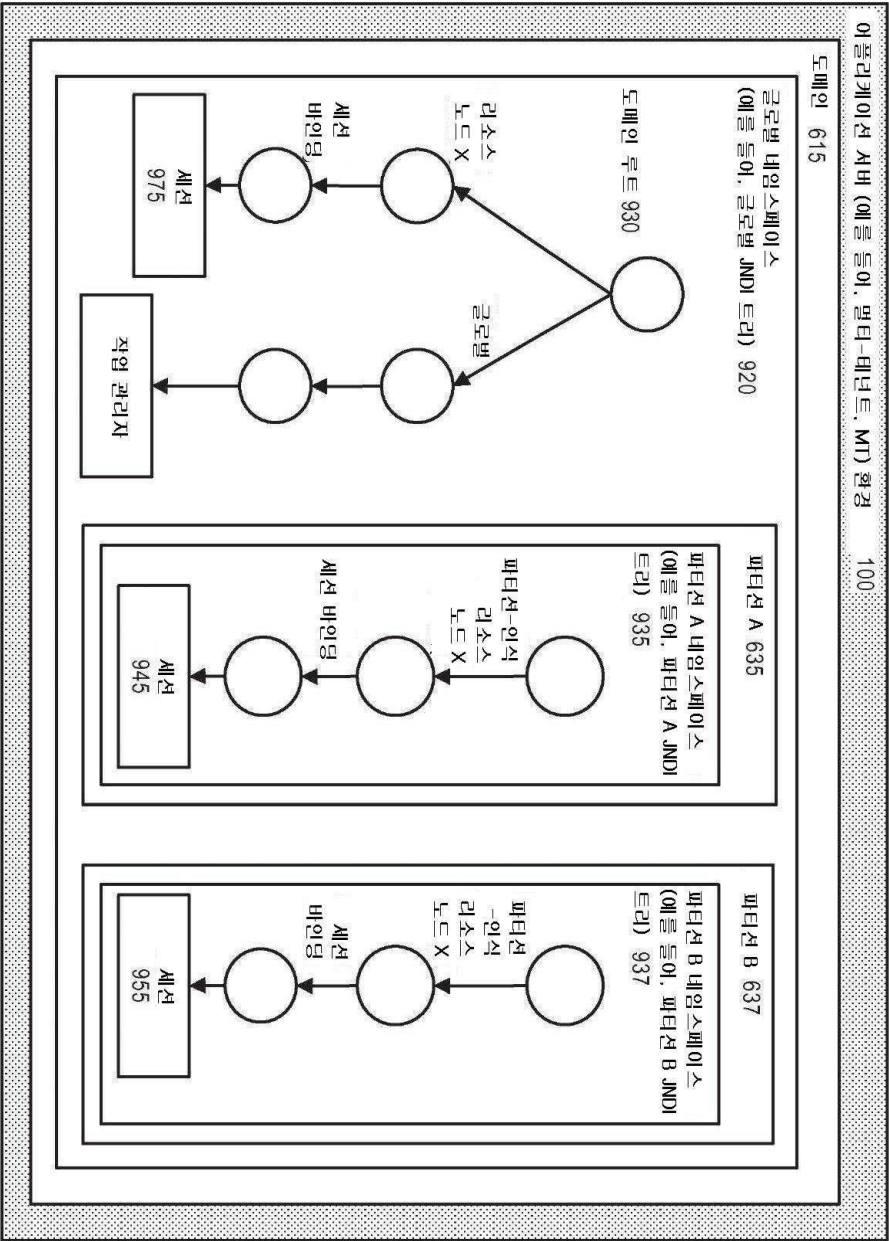 어플리케이션 서버 (예를 들어, 멀티-테넌트, MT) 환경 100
도메인 615
글로벌 네임스페이스
(예를 들어, 글로벌 JNDI 트리) 920
도메인 루트 930
리소스
노드 X
글로벌
세션
바인딩
세션
975
작업 관리자
파티션 A 635
파티션 A 네임스페이스
(예를 들어, 파티션 A JNDI
트리) 935
파티션-인식
리소스
노드 X
세션 바인딩
세션
945
파티션 B 637
파티션 B 네임스페이스
(예를 들어, 파티션 B JNDI
트리) 937
파티션
-인식
리소스
노드 X
세션
바인딩
세션
955